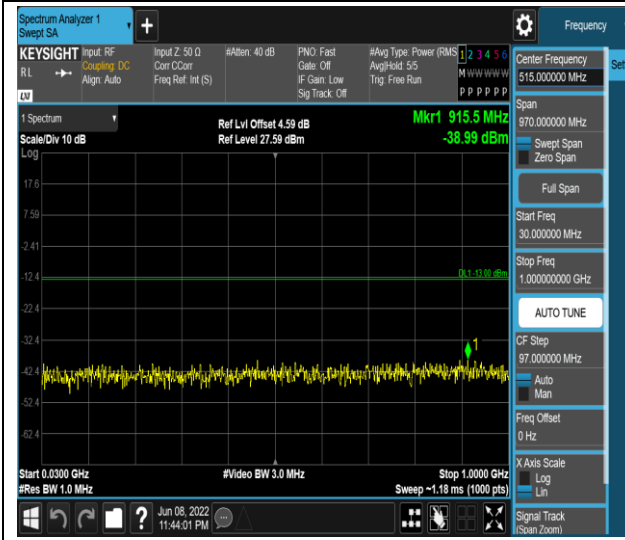 Spectrum Analyzer 1
Swept SA
+
Frequency
KEYSIGHT
RL
LXI
Input: RF
Coupling: DC
Align: Auto
Input Z: 50 Ω
Corr CCorr
Freq Ref: Int (S)
#Atten: 40 dB
PNO: Fast
Gate: Off
IF Gain: Low
Sig Track: Off
#Avg Type: Power (RMS
Avg|Hold: 5/5
Trig: Free Run
1 2 3 4 5 6
M W W W W W
P P P P P P
1 Spectrum
Scale/Div 10 dB
Ref Lvl Offset 4.59 dB
Ref Level 27.59 dBm
Mkr1 915.5 MHz
-38.99 dBm
Log
17.6
7.59
-2.41
-12.4
-22.4
-32.4
-42.4
-52.4
-62.4
DL1 -13.00 dBm
1
Start 0.0300 GHz
#Res BW 1.0 MHz
#Video BW 3.0 MHz
Stop 1.0000 GHz
Sweep ~1.18 ms (1000 pts)
Jun 08, 2022
11:44:01 PM
?
Center Frequency
515.000000 MHz
Span
970.000000 MHz
Swept Span
Zero Span
Full Span
Start Freq
30.000000 MHz
Stop Freq
1.000000000 GHz
AUTO TUNE
CF Step
97.000000 MHz
Auto
Man
Freq Offset
0 Hz
X Axis Scale
Log
Lin
Signal Track
(Span Zoom)
Set